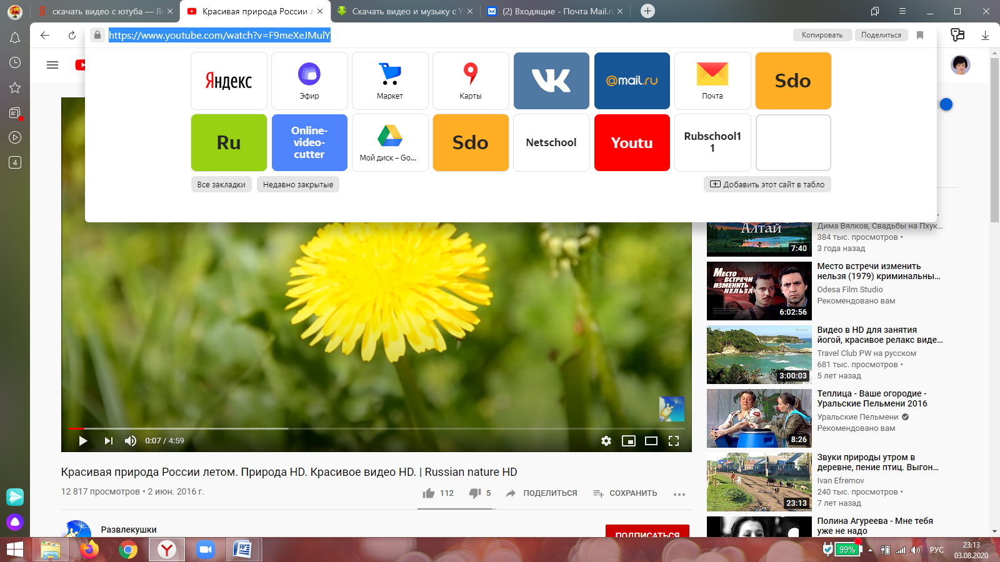 скачать видео с ютуба — Ян
Красивая природа России л
Скачать видео и музыку с Y
(2) Входящие - Почта Mail.ru
https://www.youtube.com/watch?v=F9meXeJMulY
Копировать
Поделиться
Яндекс
Эфир
Маркет
Карты
VK
@mail.ru
Почта
Sdo
Ru
Online-
video-
cutter
Мой диск – Go...
Sdo
Netschool
Youtu
Rubschool1
1
Все закладки
Недавно закрытые
Добавить этот сайт в табло
4
Алтай
7:40
Дима Вялков, Свадьбы на Пхук...
384 тыс. просмотров •
3 года назад
Место
встречи
изменить
нельзя
6:02:56
Место встречи изменить
нельзя (1979) криминальны...
Odesa Film Studio
Рекомендовано вам
3:00:03
Видео в HD для занятия
йогой, красивое релакс виде...
Travel Club PW на русском
681 тыс. просмотров •
5 лет назад
8:26
Теплица - Ваше огородие -
Уральские Пельмени 2016
Уральские Пельмени
Рекомендовано вам
23:13
Звуки природы утром в
деревне, пение птиц. Выгон...
Ivan Efremov
240 тыс. просмотров •
7 лет назад
Полина Агуреева - Мне тебя
уже не надо
0:07 / 4:59
Красивая природа России летом. Природа HD. Красивое видео HD. | Russian nature HD
12 817 просмотров • 2 июн. 2016 г.
112
5
ПОДЕЛИТЬСЯ
СОХРАНИТЬ
Развлекушки
ПОДПИСАТЬСЯ
99%
РУС
23:13
03.08.2020